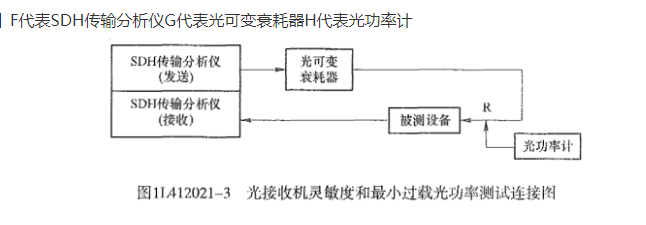 F代表SDH传输分析仪G代表光可变衰耗器H代表光功率计
SDH传输分析仪
(发送)
光可变
衰耗器
SDH传输分析仪
(接收)
被测设备
R
光功率计
图1L412021-3 光接收机灵敏度和最小过载光功率测试连接图